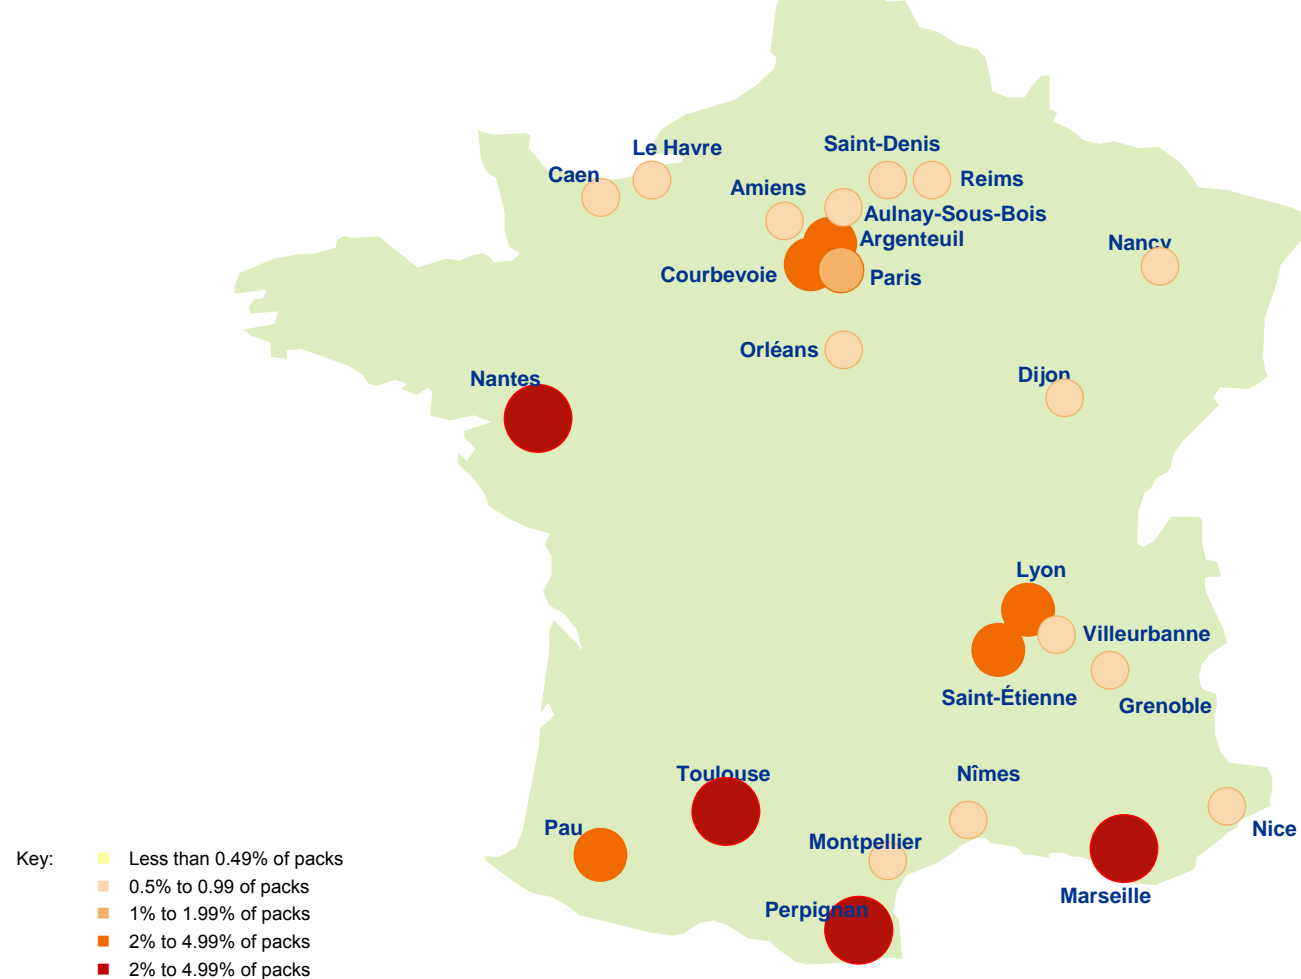 Saint-Denis
Le Havre
Caen
Amiens
Reims
Aulnay-Sous-Bois
Argenteuil
Nancy
Courbevoie
Paris
Orléans
Nantes
Dijon
Lyon
Villeurbanne
Saint-Étienne
Grenoble
Toulouse
Nîmes
Pau
Montpellier
Nice
Marseille
Perpignan
Key:
Less than 0.49% of packs
0.5% to 0.99 of packs
1% to 1.99% of packs
2% to 4.99% of packs
2% to 4.99% of packs